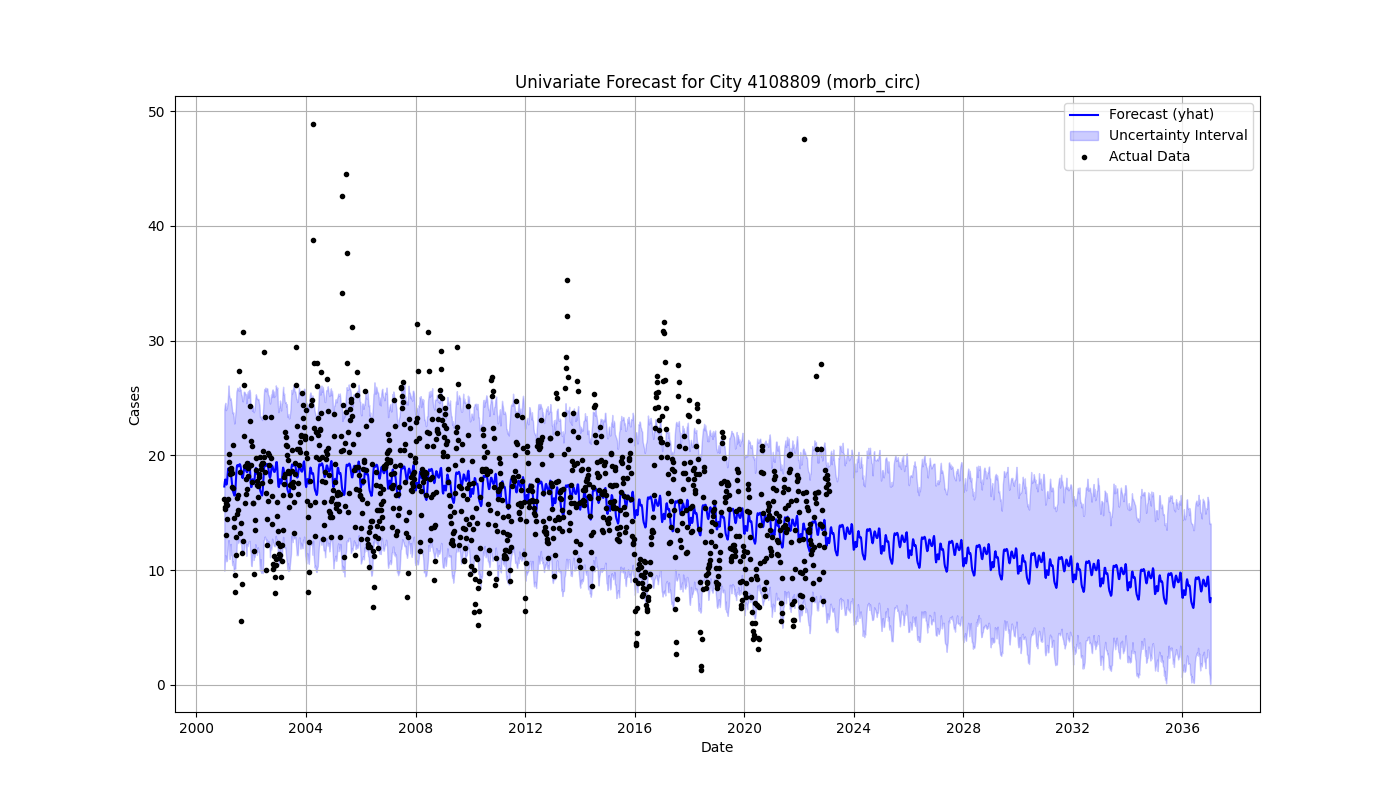 Univariate Forecast for City 4108809 (morb_circ)
Forecast (yhat)
Uncertainty Interval
Actual Data
Cases
50
40
30
20
10
0
2000 2004 2008 2012 2016 2020 2024 2028 2032 2036
Date